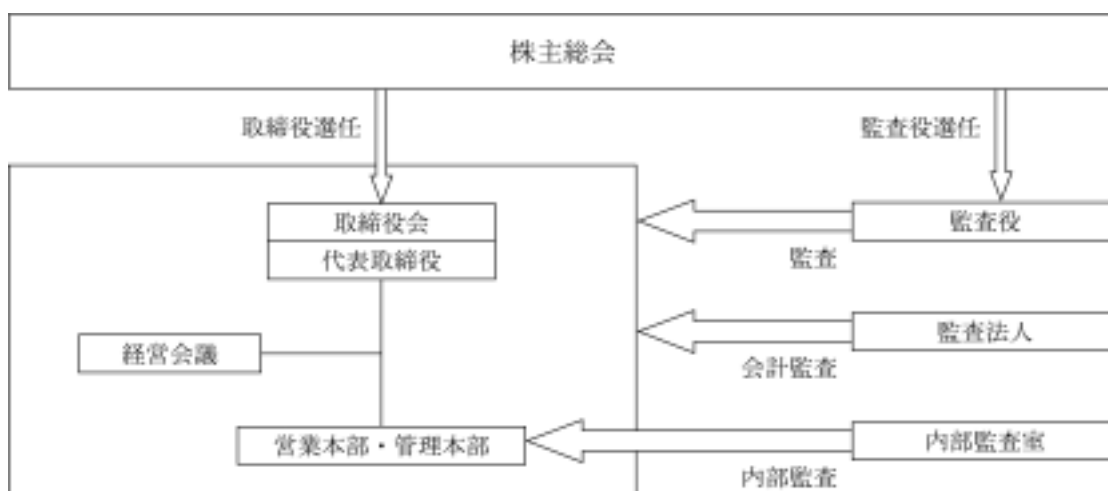 株主総会
取締役選任
監査役選任
取締役会
監査役
代表取締役
監査
監査法人
経営会議
会計監査
営業本部・管理本部
内部監査室
内部監査